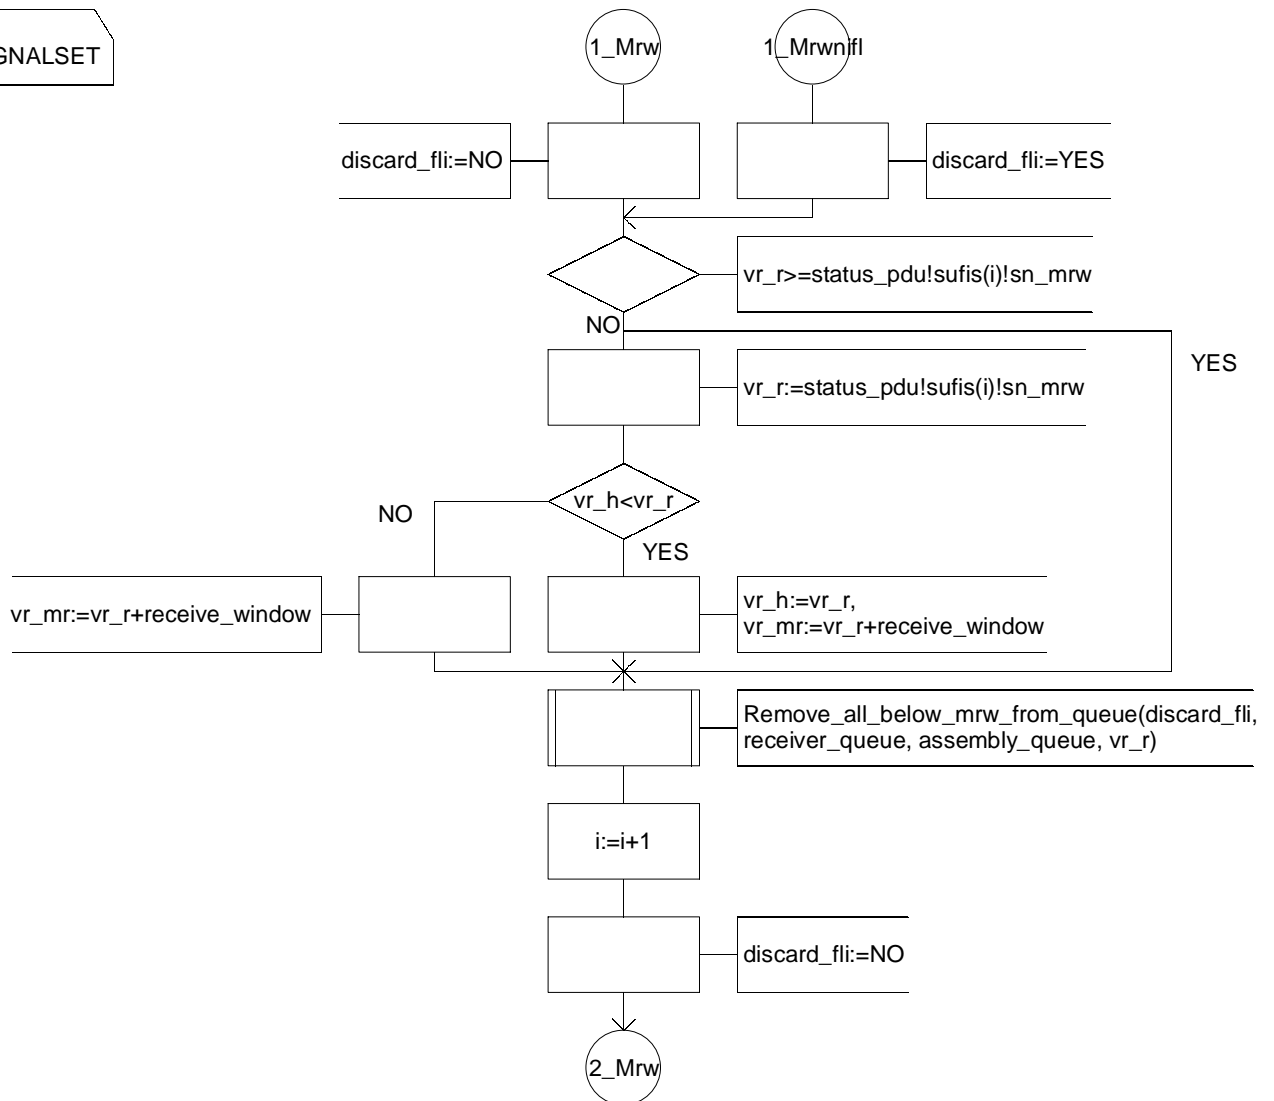 GNALSET
1_Mrw
1_Mrwnifl
discard_fli:=NO
discard_fli:=YES
vr_r>=status_pdu!sufis(i)!sn_mrw
NO
YES
vr_r:=status_pdu!sufis(i)!sn_mrw
vr_h<vr_r
NO
YES
vr_mr:=vr_r+receive_window
vr_h:=vr_r,
vr_mr:=vr_r+receive_window
Remove_all_below_mrw_from_queue(discard_fli,
receiver_queue, assembly_queue, vr_r)
i:=i+1
discard_fli:=NO
2_Mrw